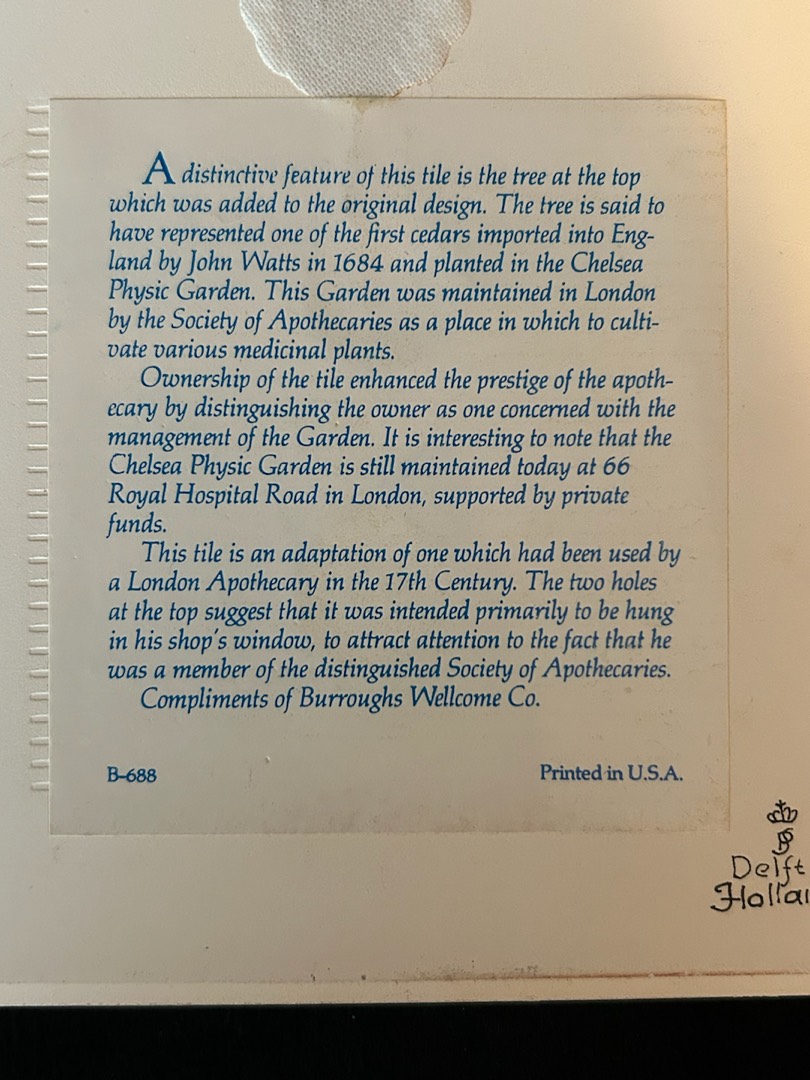 A distinctive feature of this tile is the tree at the top
which was added to the original design. The tree is said to
have represented one of the first cedars imported into Eng-
land by John Watts in 1684 and planted in the Chelsea
Physic Garden. This Garden was maintained in London
by the Society of Apothecaries as a place in which to culti-
vate various medicinal plants.
Ownership of the tile enhanced the prestige of the apoth-
ecary by distinguishing the owner as one concerned with the
management of the Garden. It is interesting to note that the
Chelsea Physic Garden is still maintained today at 66
Royal Hospital Road in London, supported by private
funds.
This tile is an adaptation of one which had been used by
a London Apothecary in the 17th Century. The two holes
at the top suggest that it was intended primarily to be hung
in his shop's window, to attract attention to the fact that he
was a member of the distinguished Society of Apothecaries.
Compliments of Burroughs Wellcome Co.
B-688 Printed in U.S.A.
Delft